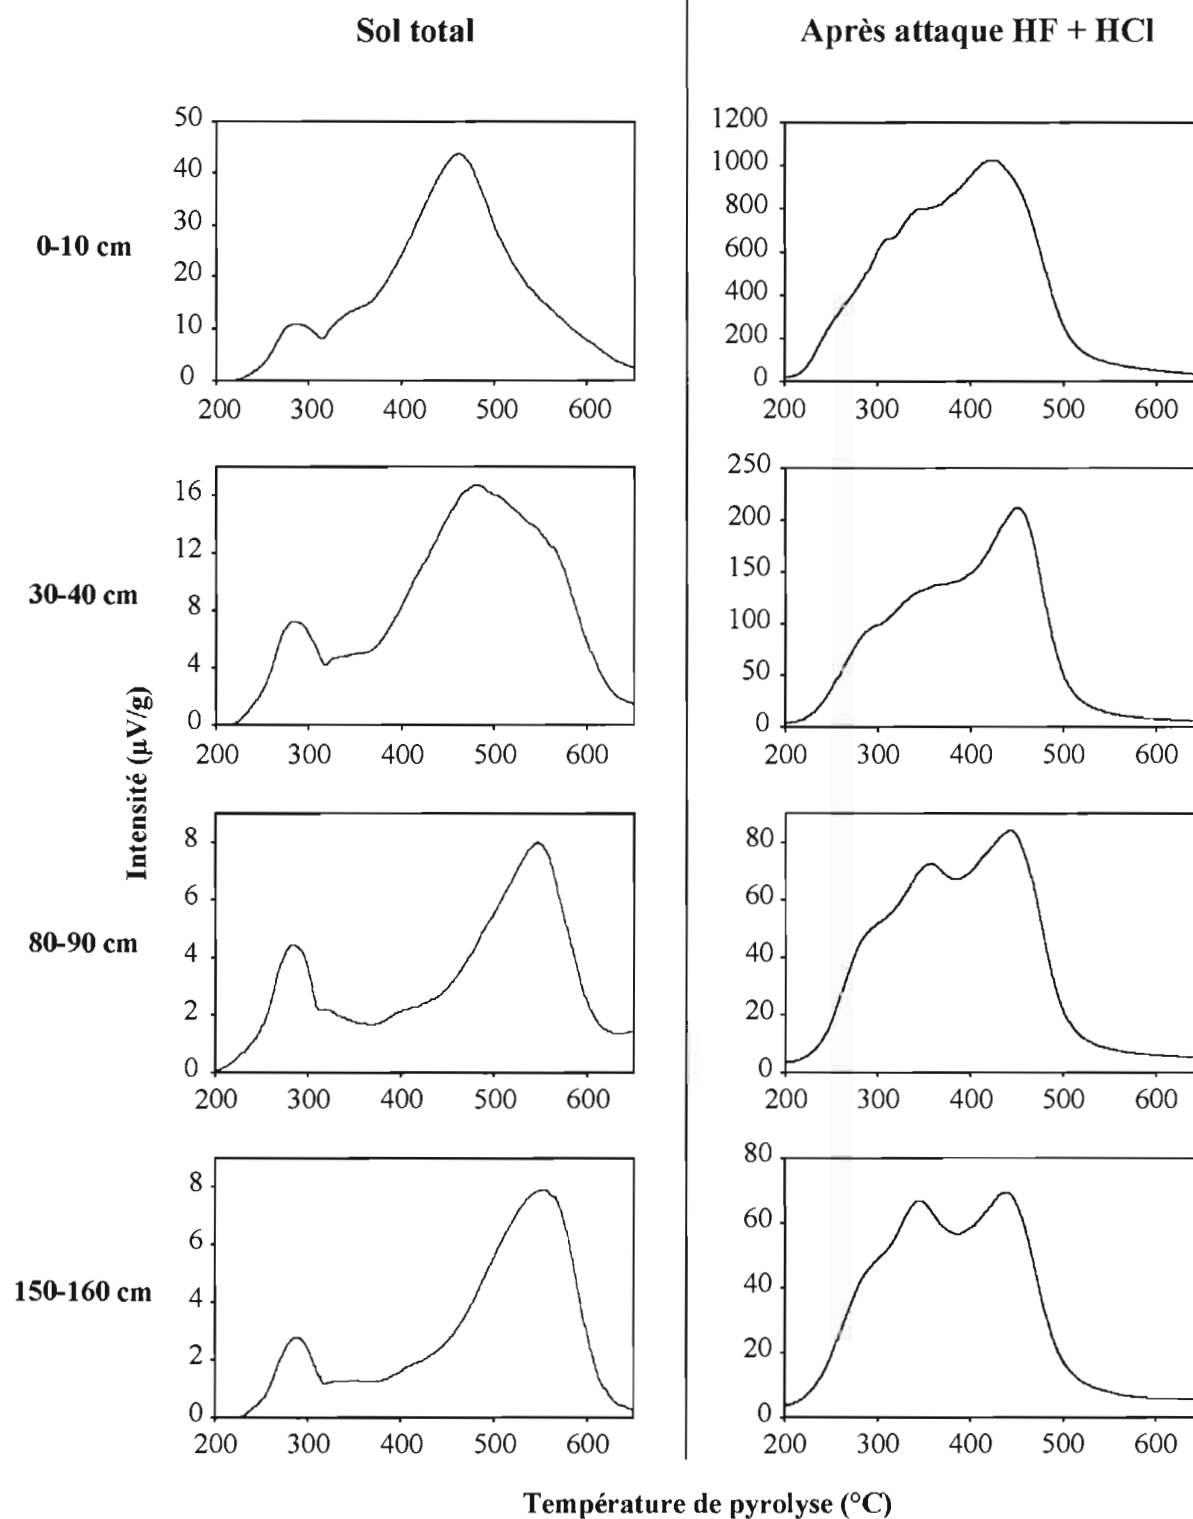 Sol total
Après attaque HF + HCl
0-10 cm
50
40
30
20
10
0
200 300 400 500 600
1200
1000
800
600
400
200
0
200 300 400 500 600
30-40 cm
16
12
8
4
0
200 300 400 500 600
250
200
150
100
50
0
200 300 400 500 600
Intensité (µV/g)
80-90 cm
8
6
4
2
0
200 300 400 500 600
80
60
40
20
0
200 300 400 500 600
150-160 cm
8
6
4
2
0
200 300 400 500 600
80
60
40
20
0
200 300 400 500 600
Température de pyrolyse (°C)